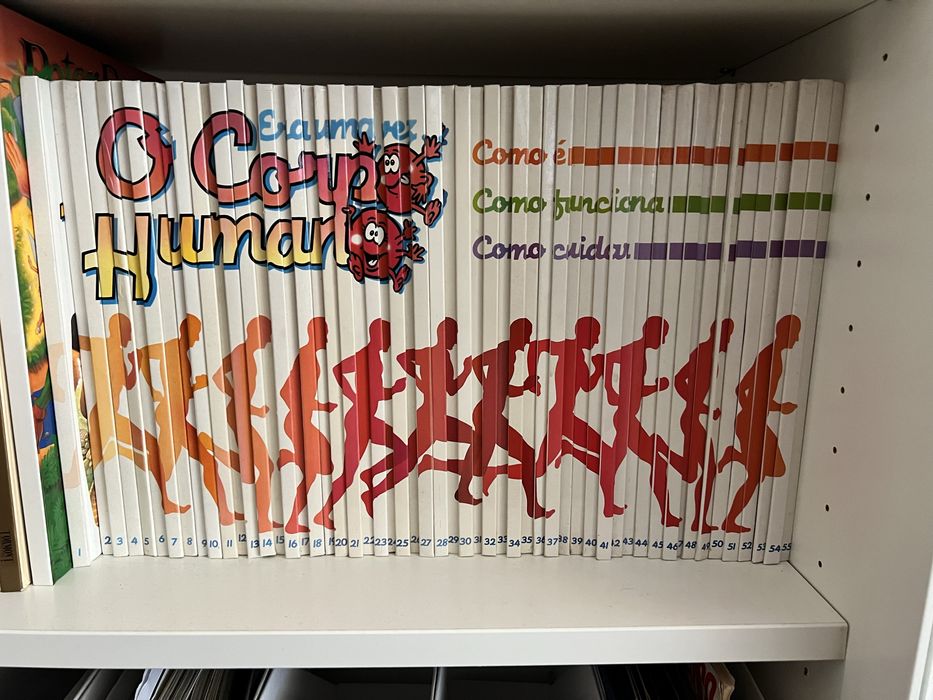 Era uma vez
O Corpo
Humano
Como é
Como funciona
Como cuidar
1 2 3 4 5 6 7 8 9 10 11 12 13 14 15 16 17 18 19 20 21 22 23 24 25 26 27 28 29 30 31 32 33 34 35 36 37 38 39 40 41 42 43 44 45 46 47 48 49 50 51 52 53 54 55